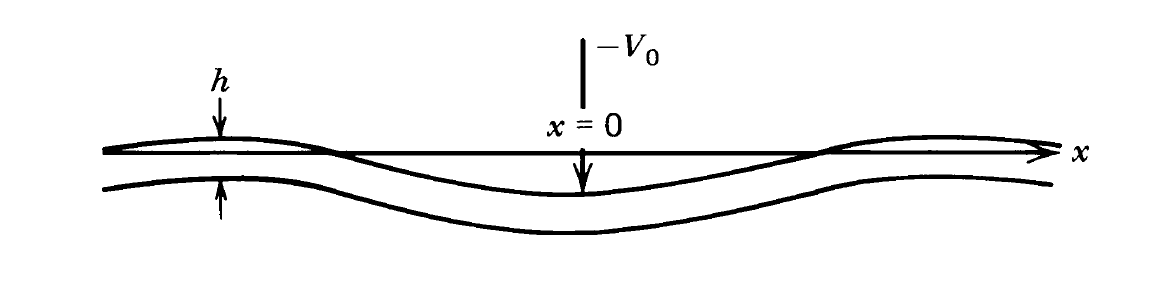 −V₀
h
x = 0
x